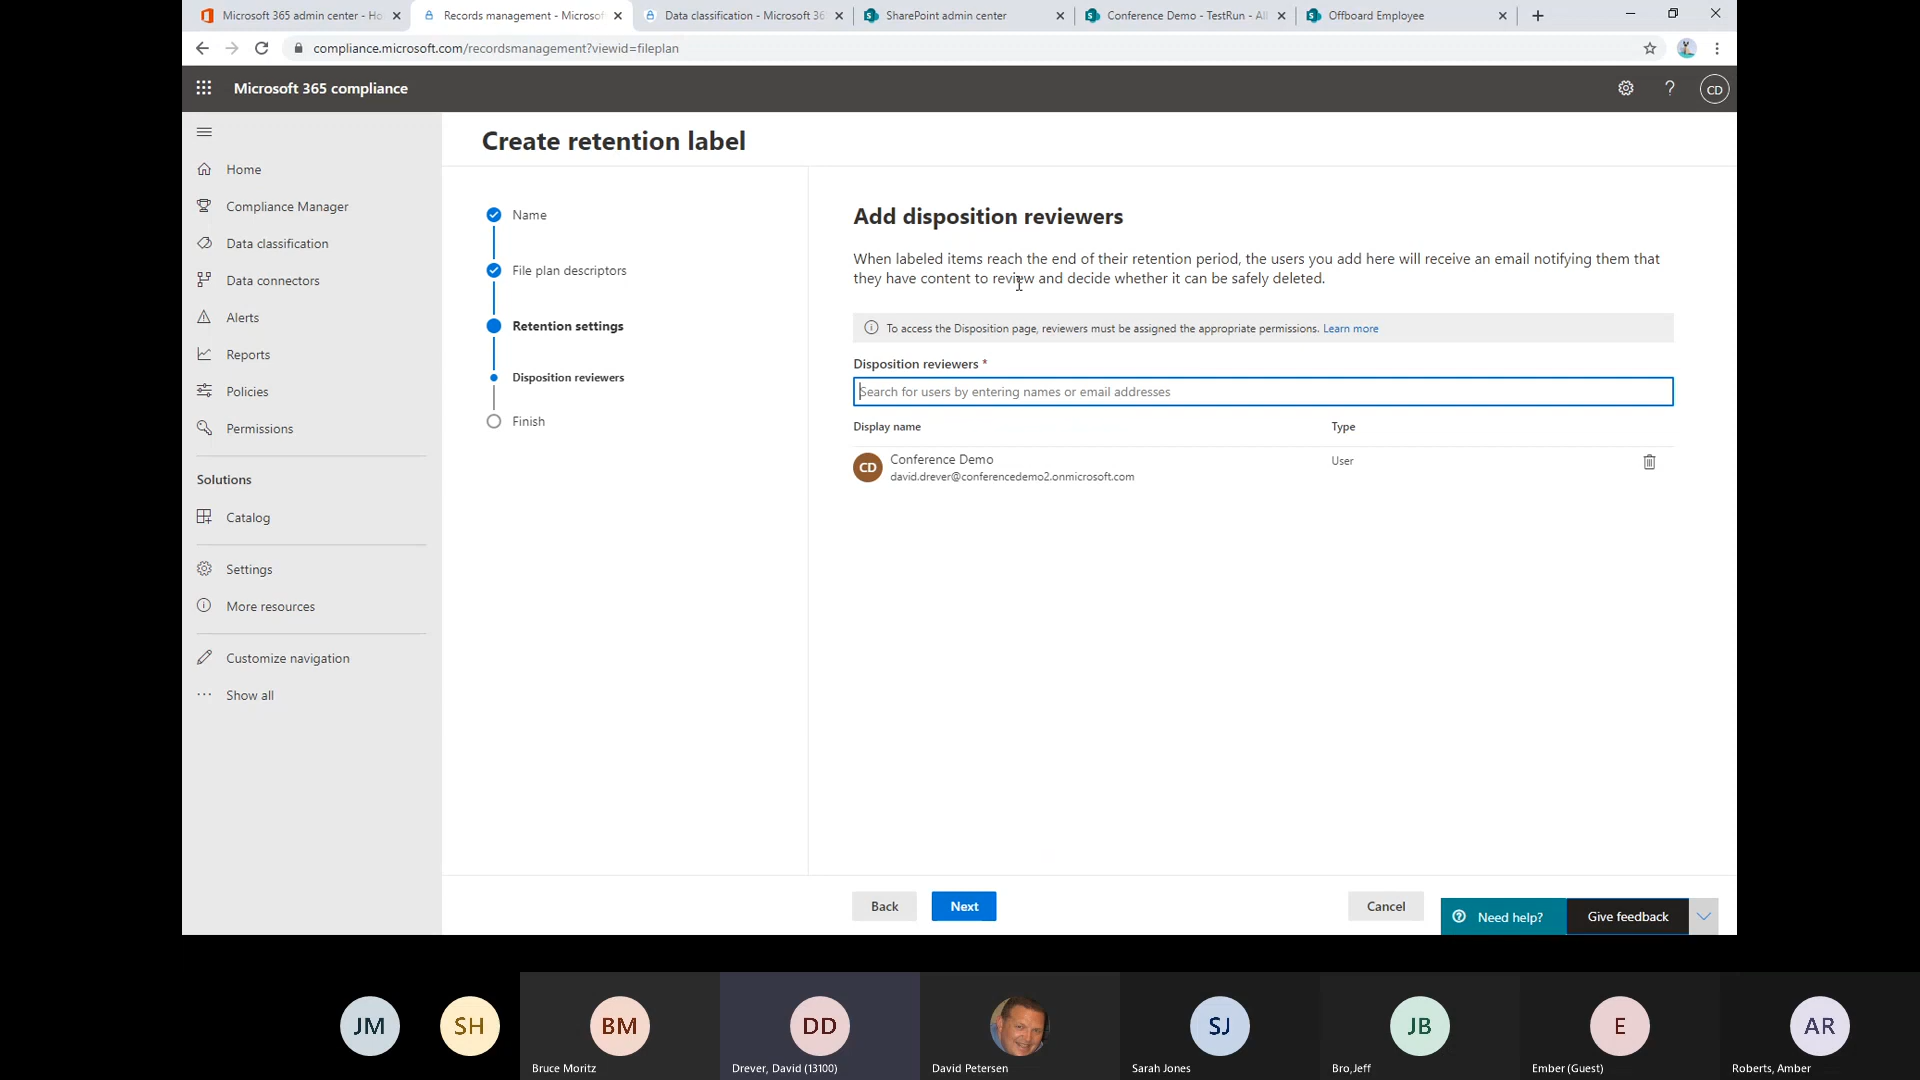 Microsoft 365 admin center - Ho
Records management - Microsof
Data classification - Microsoft 36
SharePoint admin center
Conference Demo - TestRun - All
Offboard Employee
compliance.microsoft.com/recordsmanagement?viewid=fileplan
Microsoft 365 compliance
CD
Create retention label
Home
Compliance Manager
Data classification
Data connectors
Alerts
Reports
Policies
Permissions
Solutions
Catalog
Settings
More resources
Customize navigation
Show all
Name
File plan descriptors
Retention settings
Disposition reviewers
Finish
Add disposition reviewers
When labeled items reach the end of their retention period, the users you add here will receive an email notifying them that
they have content to review and decide whether it can be safely deleted.
To access the Disposition page, reviewers must be assigned the appropriate permissions. Learn more
Disposition reviewers *
Search for users by entering names or email addresses
Display name
Type
CD
Conference Demo
david.drever@conferencedemo2.onmicrosoft.com
User
Back
Next
Cancel
Need help?
Give feedback
JM
SH
BM
Bruce Moritz
DD
Drever, David (13100)
David Petersen
SJ
Sarah Jones
JB
Bro,Jeff
E
Ember (Guest)
AR
Roberts, Amber